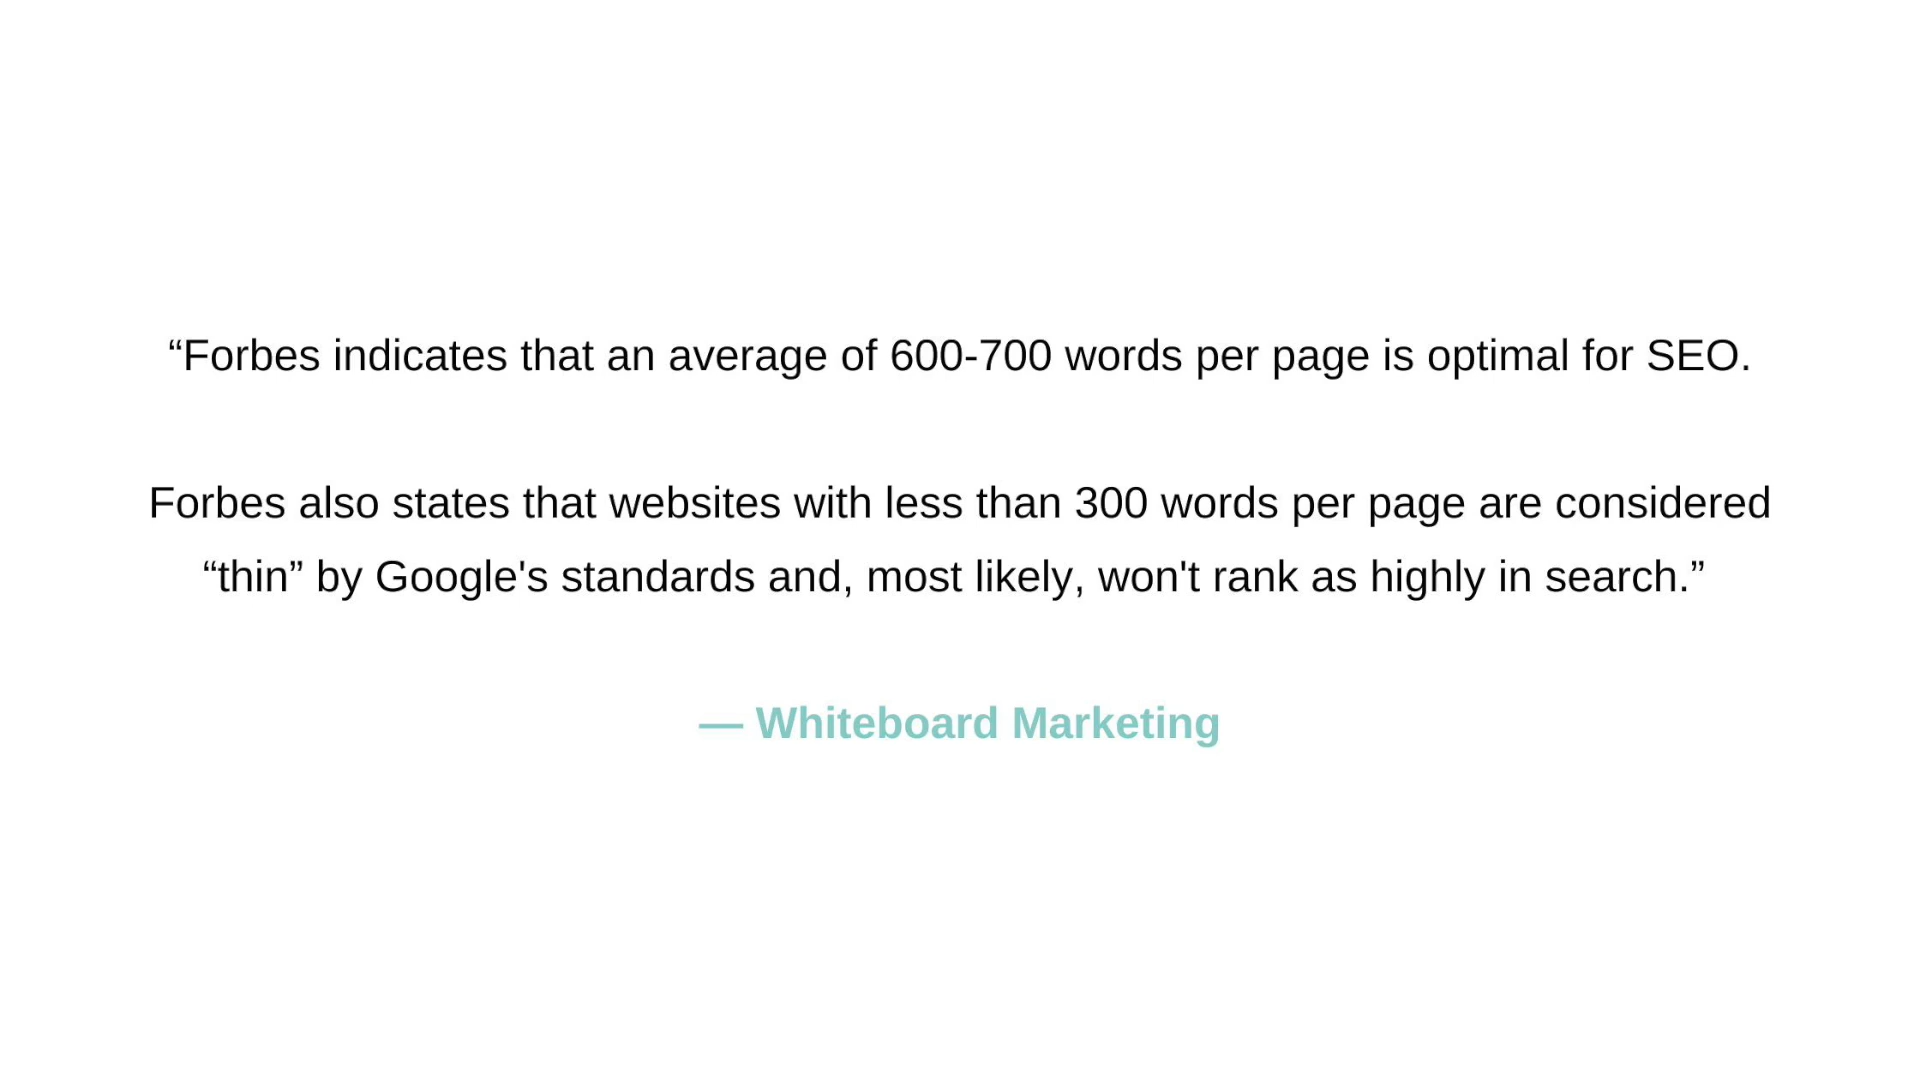 “Forbes indicates that an average of 600-700 words per page is optimal for SEO.
Forbes also states that websites with less than 300 words per page are considered
“thin” by Google's standards and, most likely, won't rank as highly in search.”
— Whiteboard Marketing